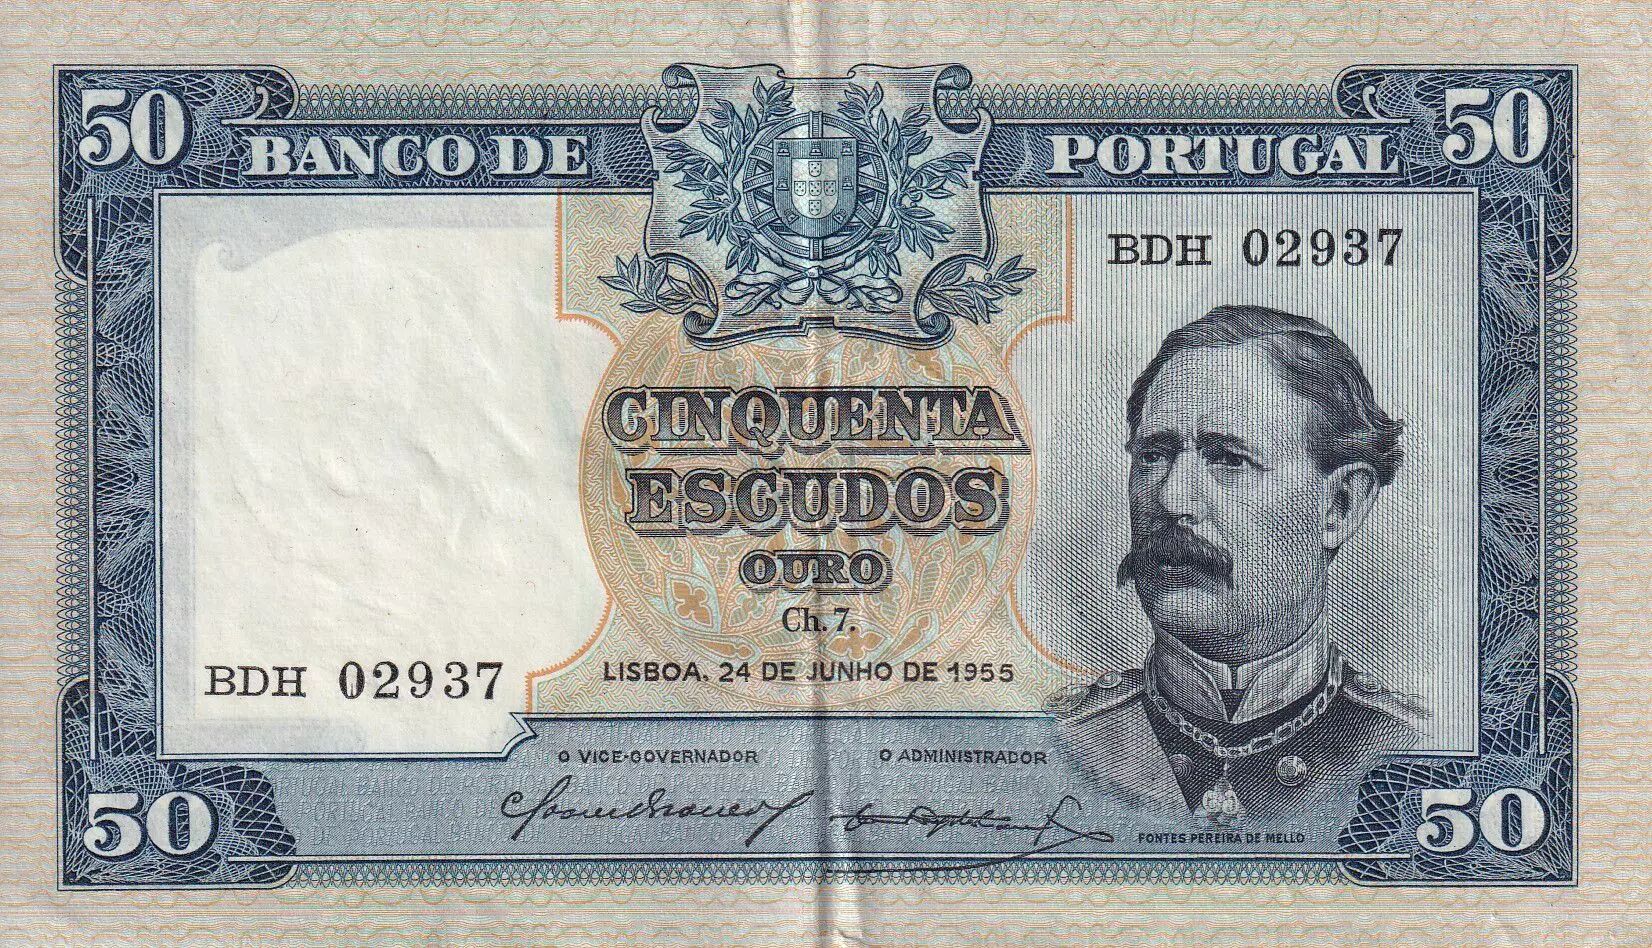 50 BANCO DE PORTUGAL 50
BDH 02937
CINQUENTA
ESCUDOS
OURO
Ch. 7.
LISBOA, 24 DE JUNHO DE 1955
BDH 02937
O VICE-GOVERNADOR O ADMINISTRADOR
FONTES PEREIRA DE MELLO
50 50